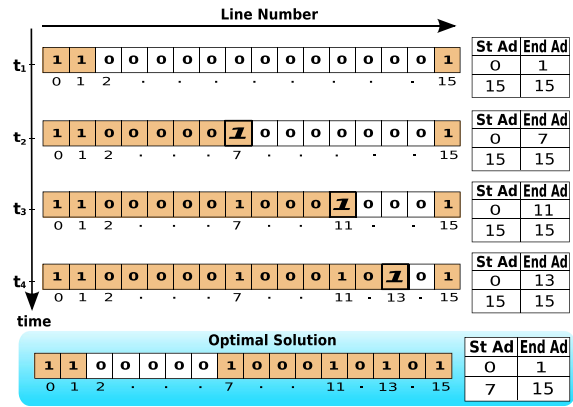 Line Number
t₁ 1 1 0 0 0 0 0 0 0 0 0 0 0 0 0 1
0 1 2 . . . . . . . . . 15
St Ad End Ad
0 1
15 15
t₂ 1 1 0 0 0 0 0 1 0 0 0 0 0 0 0 1
0 1 2 . . . 7 . . . . . 15
St Ad End Ad
0 7
15 15
t₃ 1 1 0 0 0 0 0 1 0 0 0 1 0 0 0 1
0 1 2 . . . 7 . . 11 . . . 15
St Ad End Ad
0 11
15 15
t₄ 1 1 0 0 0 0 0 1 0 0 0 1 0 1 0 1
0 1 2 . . . 7 . . 11 . 13 . 15
St Ad End Ad
0 13
15 15
time
Optimal Solution
1 1 0 0 0 0 0 1 0 0 0 1 0 1 0 1
0 1 2 . . . 7 . . 11 . 13 . 15
St Ad End Ad
0 1
7 15